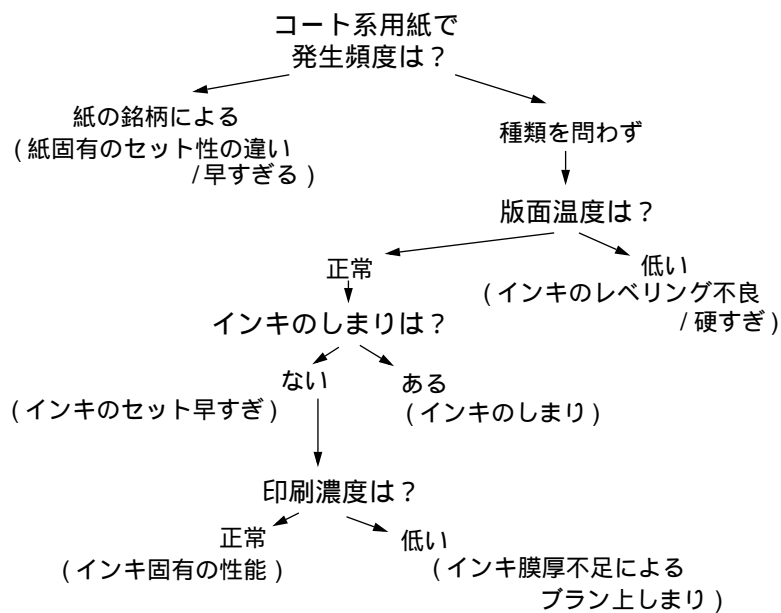 コート系用紙で
発生頻度は？
紙の銘柄による
(紙固有のセット性の違い
/早すぎる)
種類を問わず
版面温度は？
正常
低い
(インキのレベリング不良
/硬すぎ)
インキのしまりは？
ない
ある
(インキのセット早すぎ)
(インキのしまり)
印刷濃度は？
正常
低い
(インキ固有の性能)
(インキ膜厚不足による
ブラン上しまり)